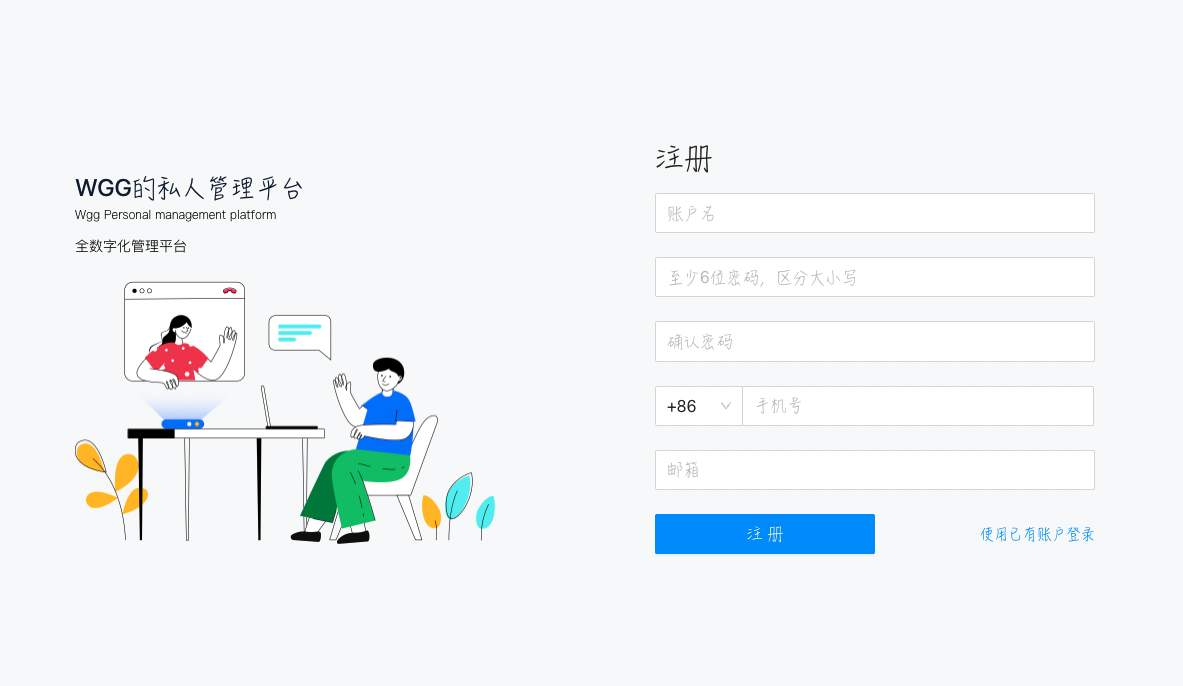 WGG的私人管理平台
Wgg Personal management platform
全数字化管理平台
注册
账户名
至少6位密码，区分大小写
确认密码
+86 手机号
邮箱
注 册
使用已有账户登录